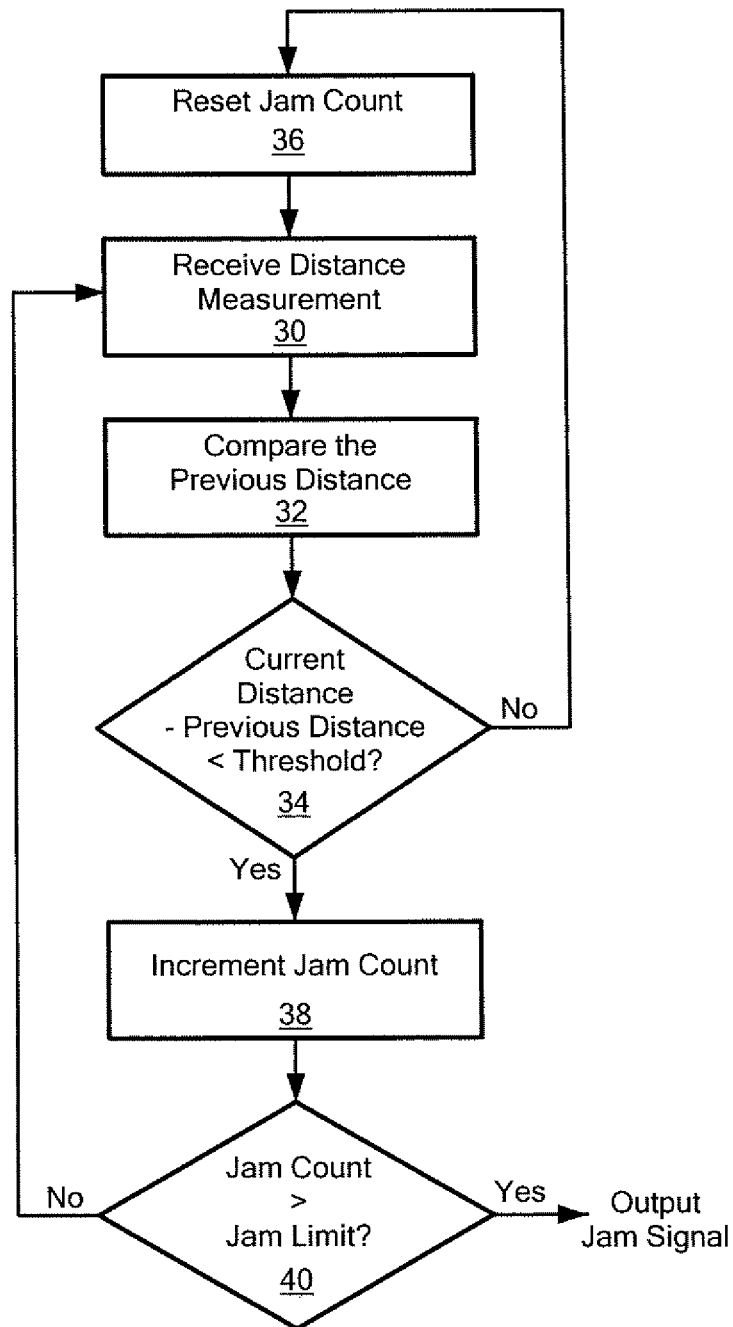 Reset Jam Count
36
Receive Distance
Measurement
30
Compare the
Previous Distance
32
Current
Distance
- Previous Distance
< Threshold?
34
No
Yes
Increment Jam Count
38
Jam Count
>
Jam Limit?
40
No
Yes
Output
Jam Signal